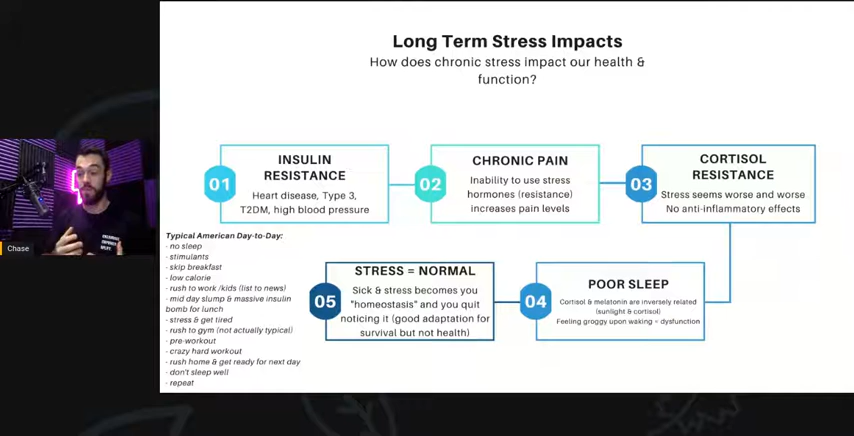 Long Term Stress Impacts
How does chronic stress impact our health &
function?
01
INSULIN
RESISTANCE
Heart disease, Type 3,
T2DM, high blood pressure
02
CHRONIC PAIN
Inability to use stress
hormones (resistance)
increases pain levels
03
CORTISOL
RESISTANCE
Stress seems worse and worse
No anti-inflammatory effects
04
POOR SLEEP
Cortisol & melatonin are inversely related
(sunlight & cortisol)
Feeling groggy upon waking = dysfunction
05
STRESS = NORMAL
Sick & stress becomes you
"homeostasis" and you quit
noticing it (good adaptation for
survival but not health)
Typical American Day-to-Day:
- no sleep
- stimulants
- skip breakfast
- low calorie
- rush to work /kids (list to news)
- mid day slump & massive insulin
bomb for lunch
- stress & get tired
- rush to gym (not actually typical)
- pre-workout
- crazy hard workout
- rush home & get ready for next day
- don't sleep well
- repeat
Chase